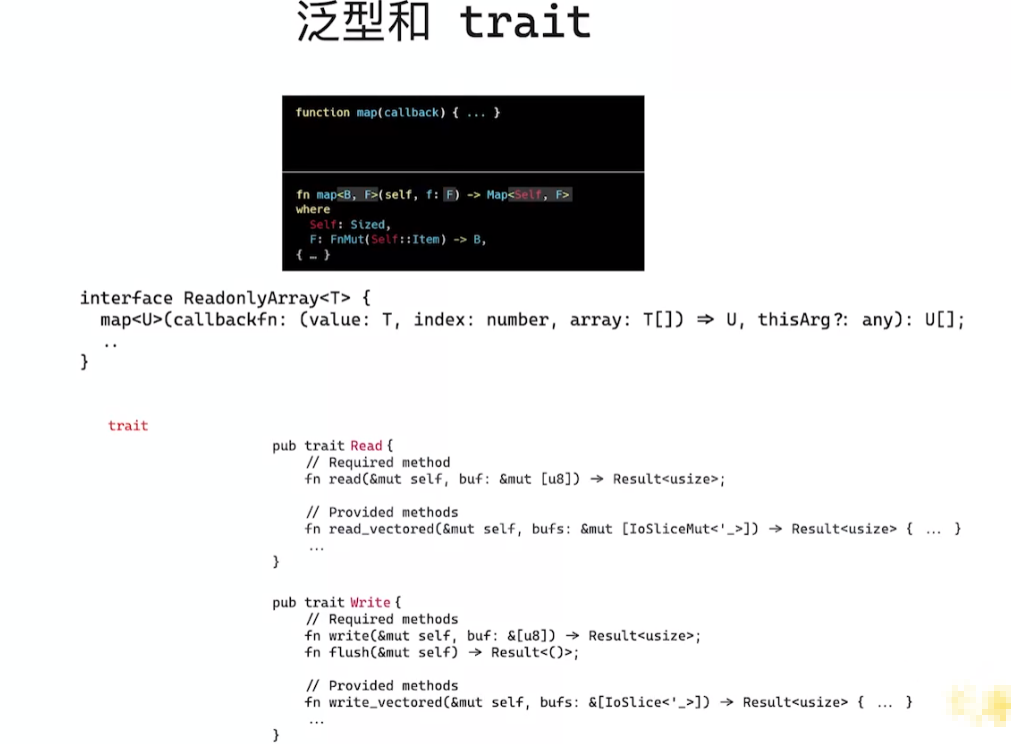 泛型和 trait
function map(callback) { ... }
fn map<B, F>(self, f: F) -> Map<Self, F>
where
  Self: Sized,
  F: FnMut(Self::Item) -> B,
{ … }
interface ReadonlyArray<T> {
  map<U>(callbackfn: (value: T, index: number, array: T[]) => U, thisArg?: any): U[];
  ..
}
trait
pub trait Read {
    // Required method
    fn read(&mut self, buf: &mut [u8]) -> Result<usize>;
    // Provided methods
    fn read_vectored(&mut self, bufs: &mut [IoSliceMut<'_>]) -> Result<usize> { ... }
    ...
}
pub trait Write {
    // Required methods
    fn write(&mut self, buf: &[u8]) -> Result<usize>;
    fn flush(&mut self) -> Result<()>;
    // Provided methods
    fn write_vectored(&mut self, bufs: &[IoSlice<'_>]) -> Result<usize> { ... }
    ...
}